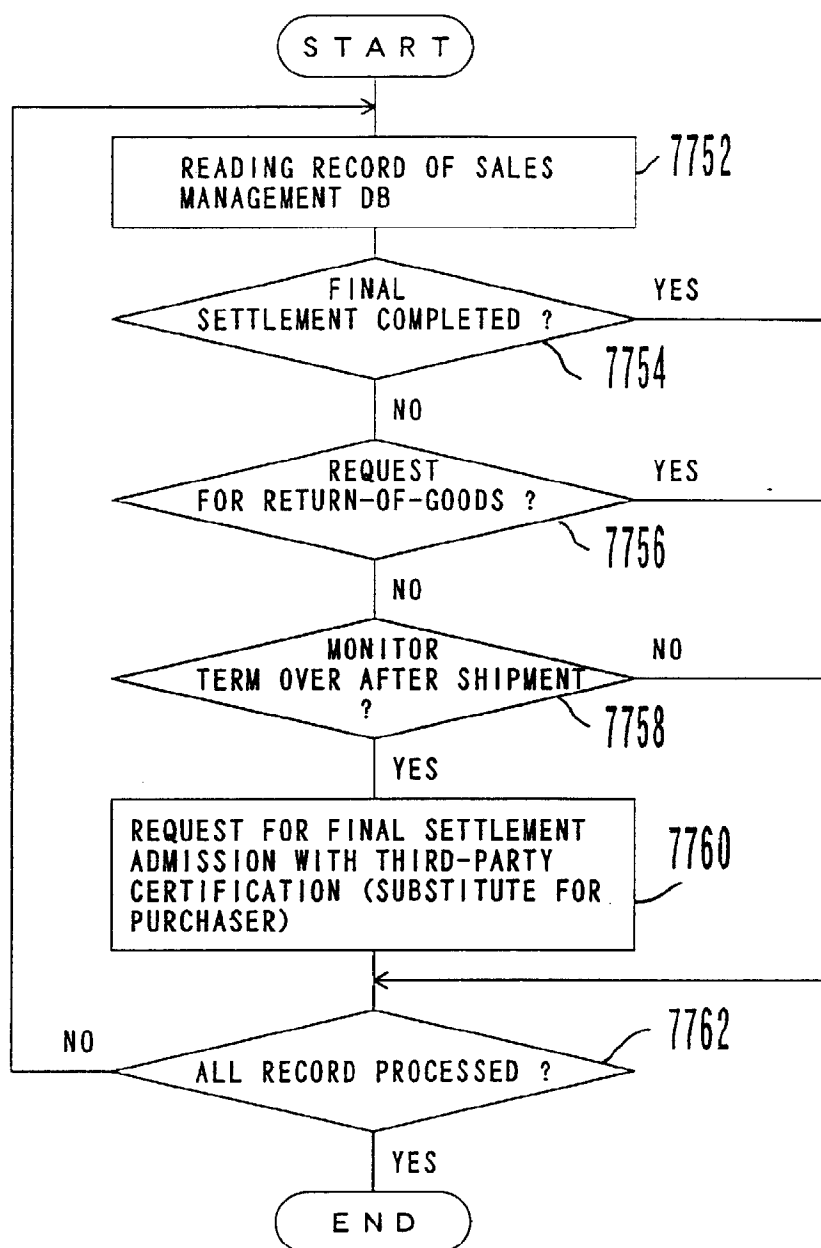 START
READING RECORD OF SALES
MANAGEMENT DB
7752
FINAL
SETTLEMENT COMPLETED ?
YES
7754
NO
REQUEST
FOR RETURN-OF-GOODS ?
YES
7756
NO
MONITOR
TERM OVER AFTER SHIPMENT
?
NO
7758
YES
REQUEST FOR FINAL SETTLEMENT
ADMISSION WITH THIRD-PARTY
CERTIFICATION (SUBSTITUTE FOR
PURCHASER)
7760
7762
NO
ALL RECORD PROCESSED ?
YES
END